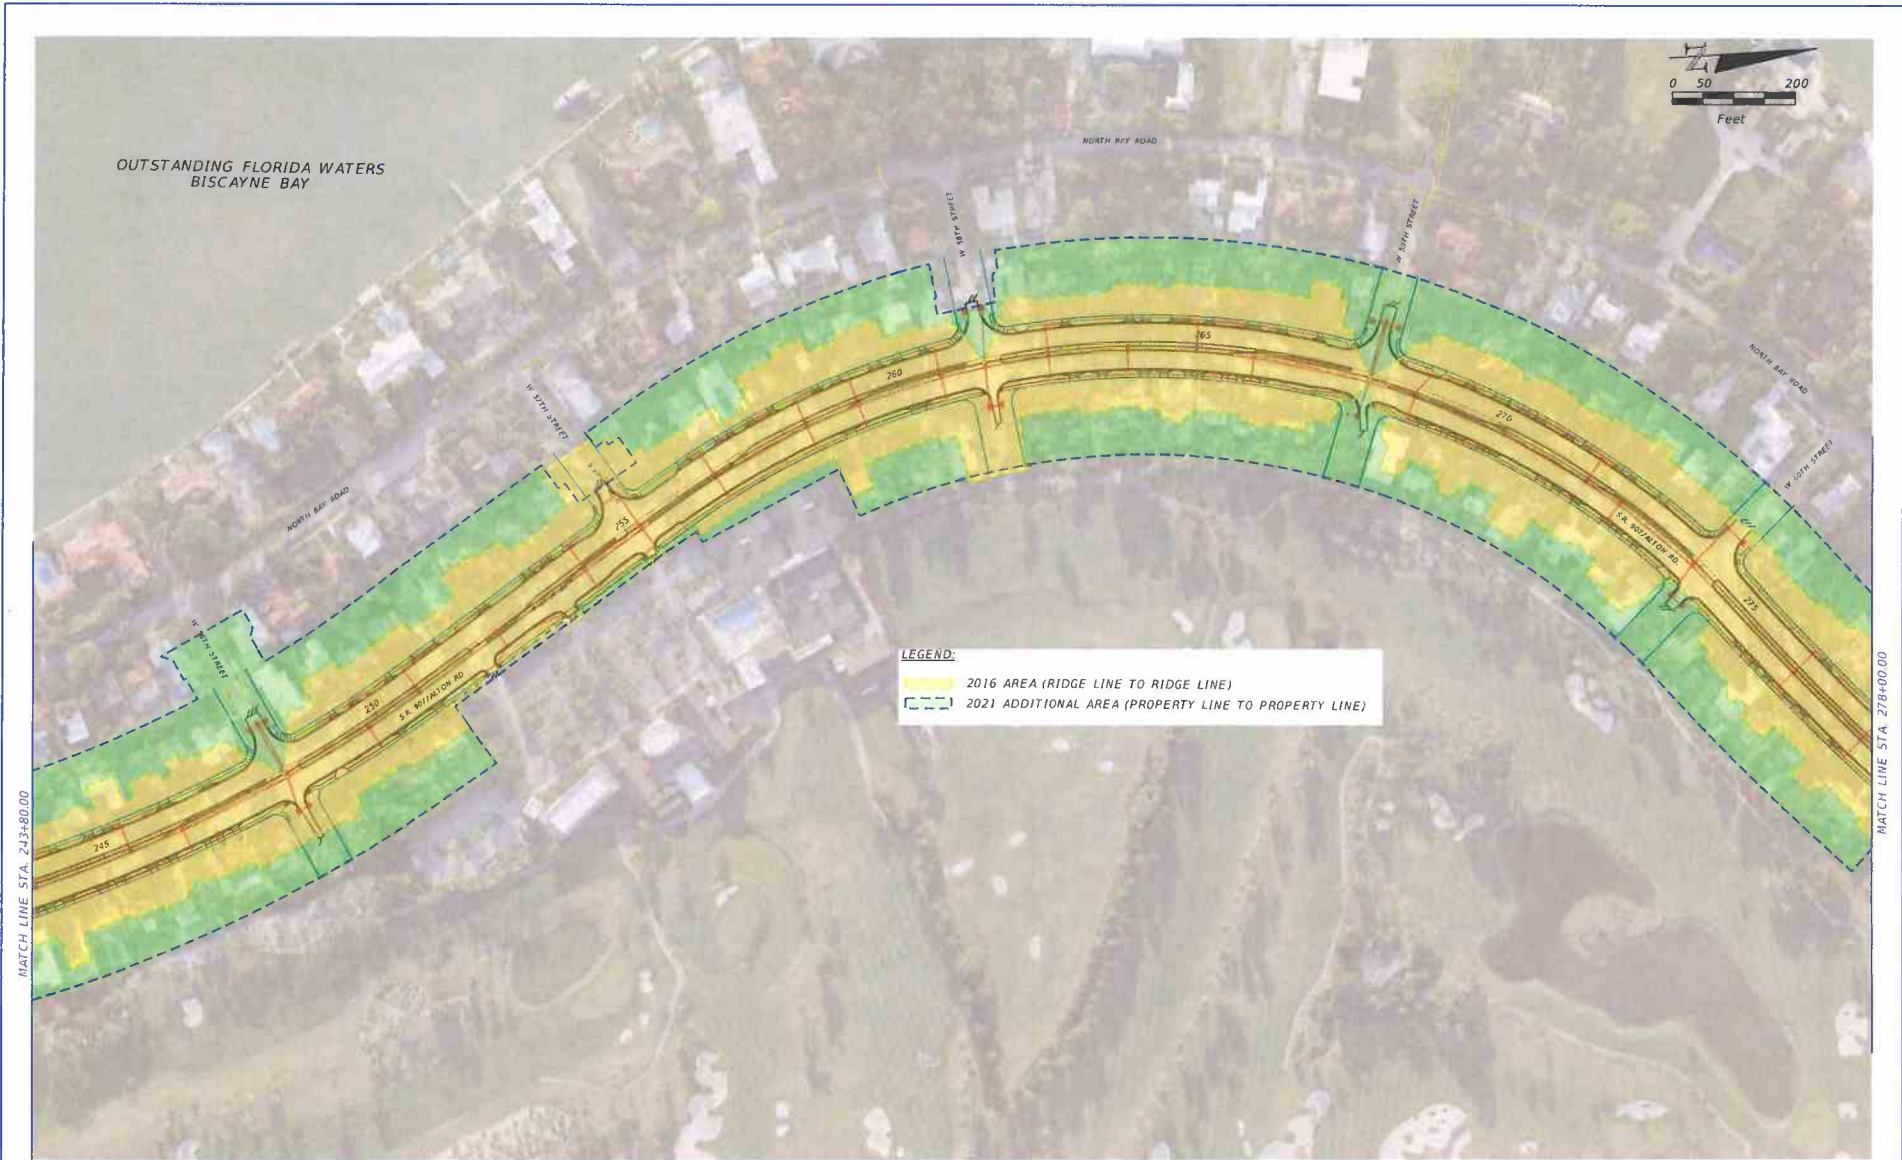 0 50 200
Feet
OUTSTANDING FLORIDA WATERS
BISCAYNE BAY
NORTH BAY ROAD
W 58TH STREET
W 59TH STREET
265
260
NORTH BAY ROAD
W 57TH STREET
270
W 60TH STREET
NORTH BAY ROAD
255
S.R. 907/ALTON RD.
275
W 56TH STREET
LEGEND:
2016 AREA (RIDGE LINE TO RIDGE LINE)
2021 ADDITIONAL AREA (PROPERTY LINE TO PROPERTY LINE)
S.R. 907/ALTON RD
250
245
MATCH LINE STA. 243+80.00
MATCH LINE STA. 278+00.00